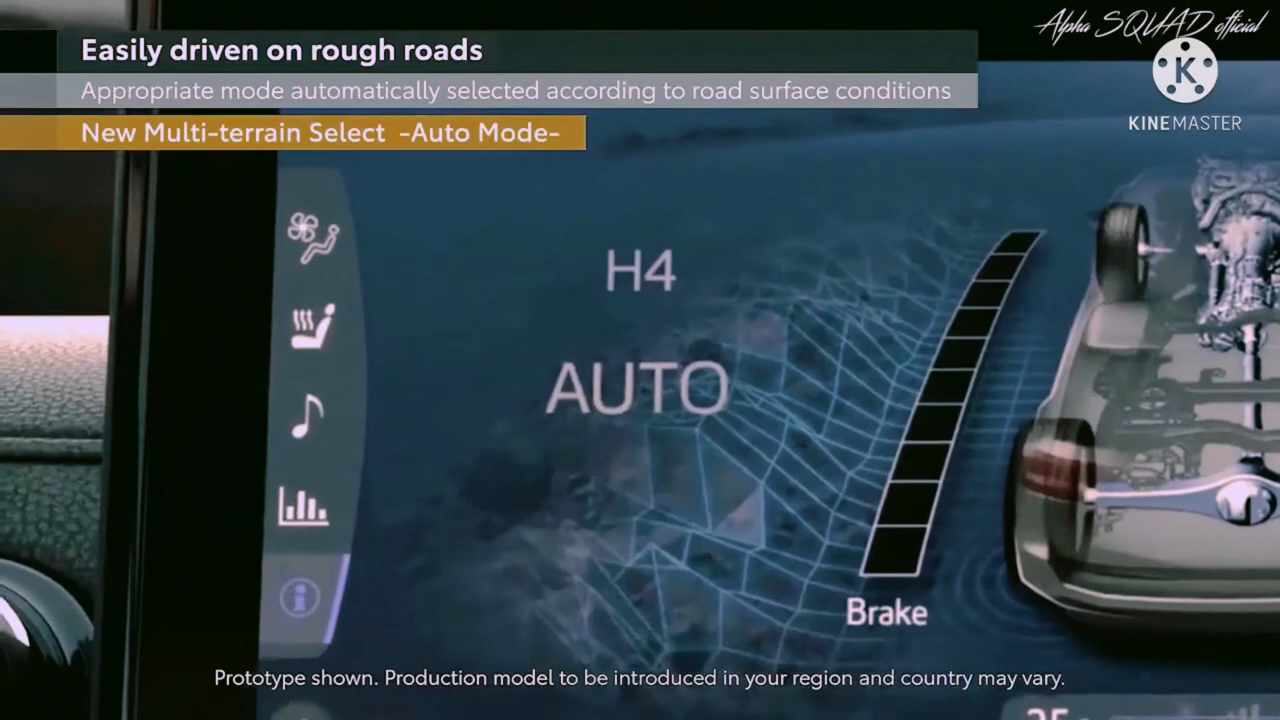 Alpha SQUAD official
Easily driven on rough roads
Appropriate mode automatically selected according to road surface conditions
K
KINEMASTER
New Multi-terrain Select -Auto Mode-
H4
AUTO
Brake
Prototype shown. Production model to be introduced in your region and country may vary.